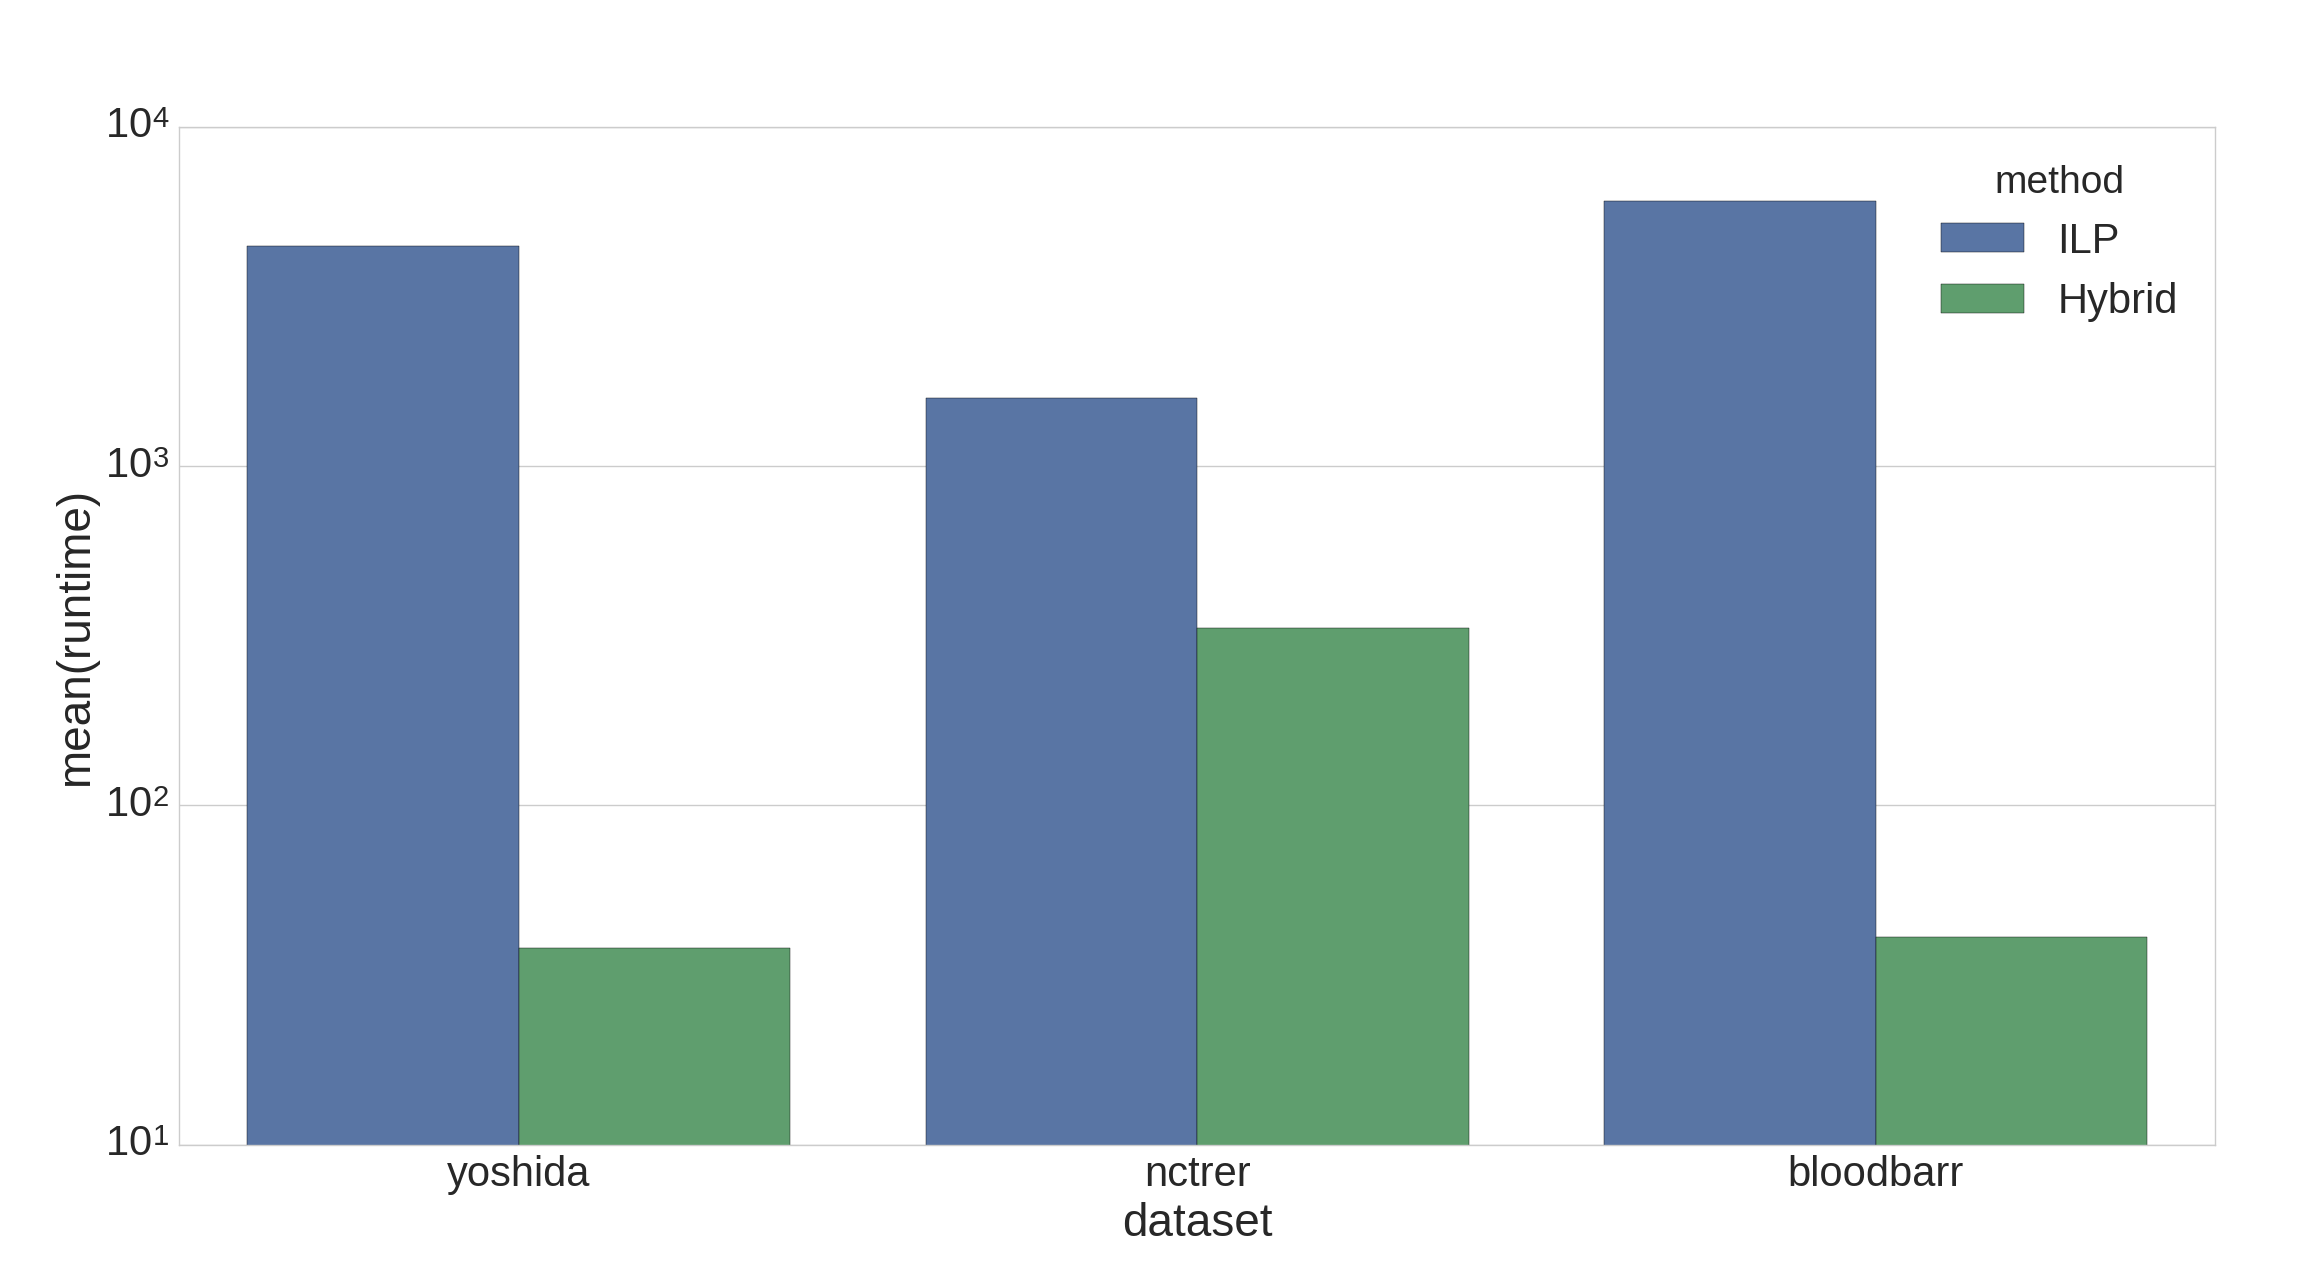 10⁴
10³
10²
10¹
mean(runtime)
method
ILP
Hybrid
yoshida
nctrer
bloodbarr
dataset